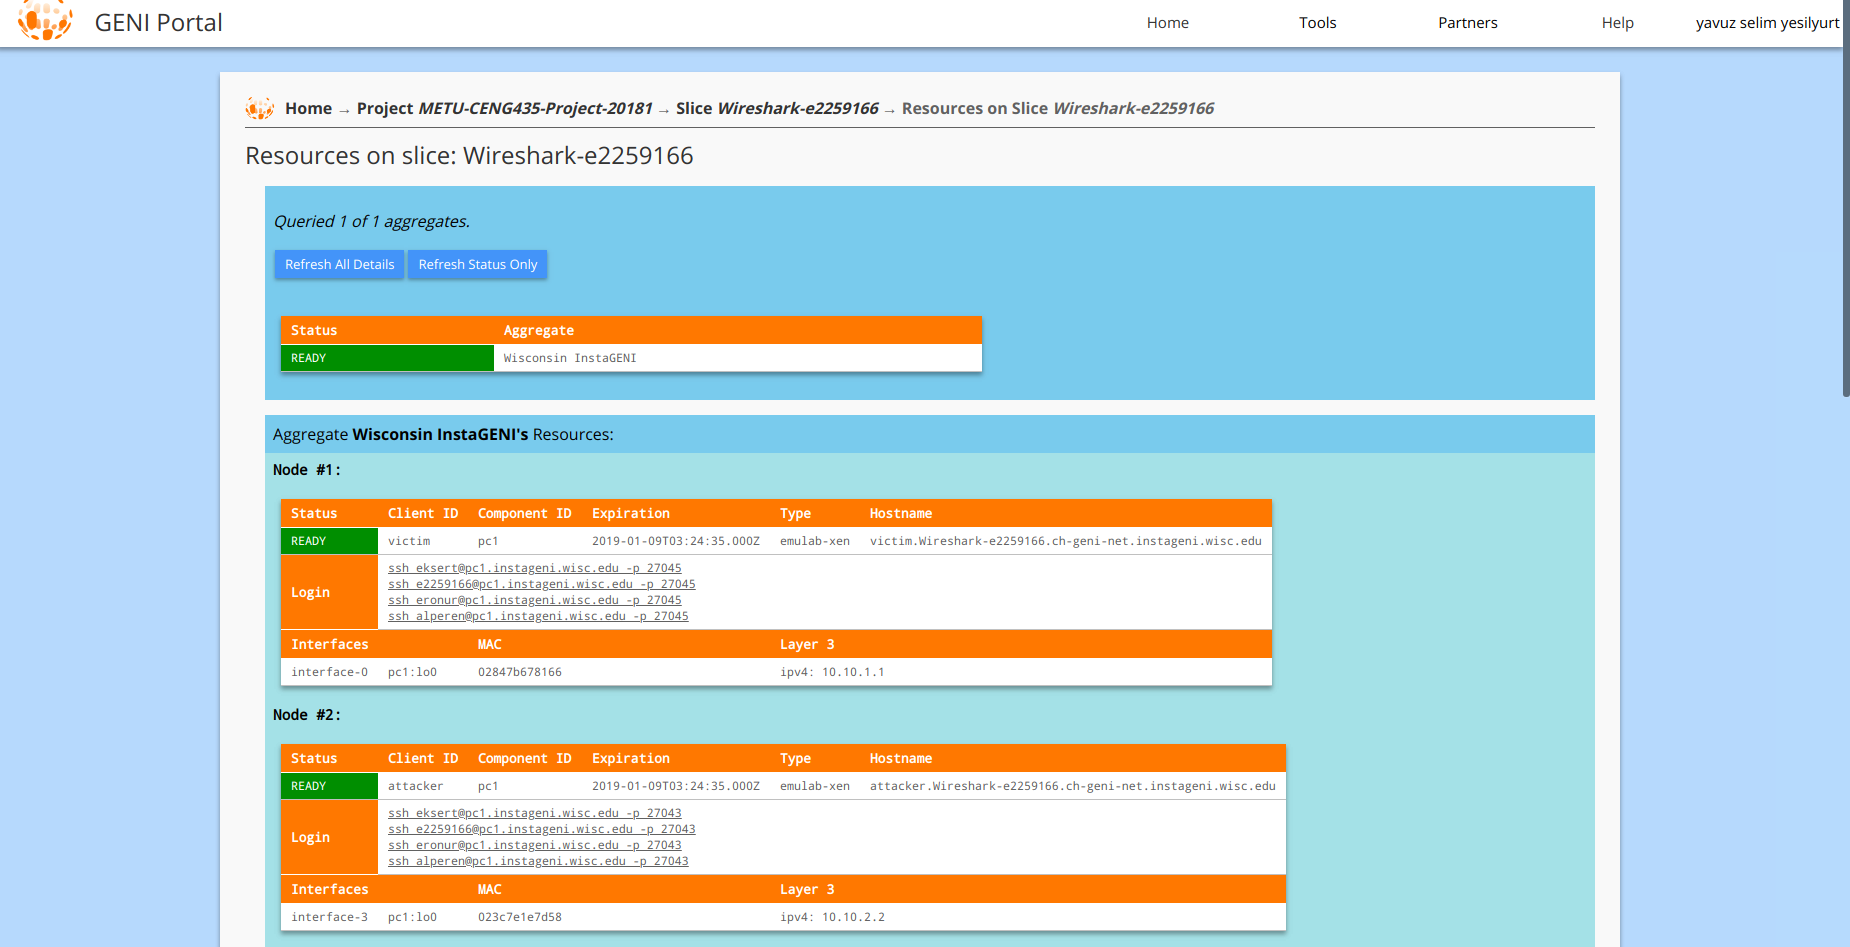 GENI Portal
Home Tools Partners Help yavuz selim yesilyurt
Home → Project METU-CENG435-Project-20181 → Slice Wireshark-e2259166 → Resources on Slice Wireshark-e2259166
Resources on slice: Wireshark-e2259166
Queried 1 of 1 aggregates.
Refresh All Details Refresh Status Only
Status Aggregate
READY Wisconsin InstaGENI
Aggregate Wisconsin InstaGENI's Resources:
Node #1:
Status Client ID Component ID Expiration Type Hostname
READY victim pc1 2019-01-09T03:24:35.000Z emulab-xen victim.Wireshark-e2259166.ch-geni-net.instageni.wisc.edu
Login
ssh eksert@pc1.instageni.wisc.edu -p 27045
ssh e2259166@pc1.instageni.wisc.edu -p 27045
ssh eronur@pc1.instageni.wisc.edu -p 27045
ssh alperen@pc1.instageni.wisc.edu -p 27045
Interfaces MAC Layer 3
interface-0 pc1:lo0 02847b678166 ipv4: 10.10.1.1
Node #2:
Status Client ID Component ID Expiration Type Hostname
READY attacker pc1 2019-01-09T03:24:35.000Z emulab-xen attacker.Wireshark-e2259166.ch-geni-net.instageni.wisc.edu
Login
ssh eksert@pc1.instageni.wisc.edu -p 27043
ssh e2259166@pc1.instageni.wisc.edu -p 27043
ssh eronur@pc1.instageni.wisc.edu -p 27043
ssh alperen@pc1.instageni.wisc.edu -p 27043
Interfaces MAC Layer 3
interface-3 pc1:lo0 023c7e1e7d58 ipv4: 10.10.2.2